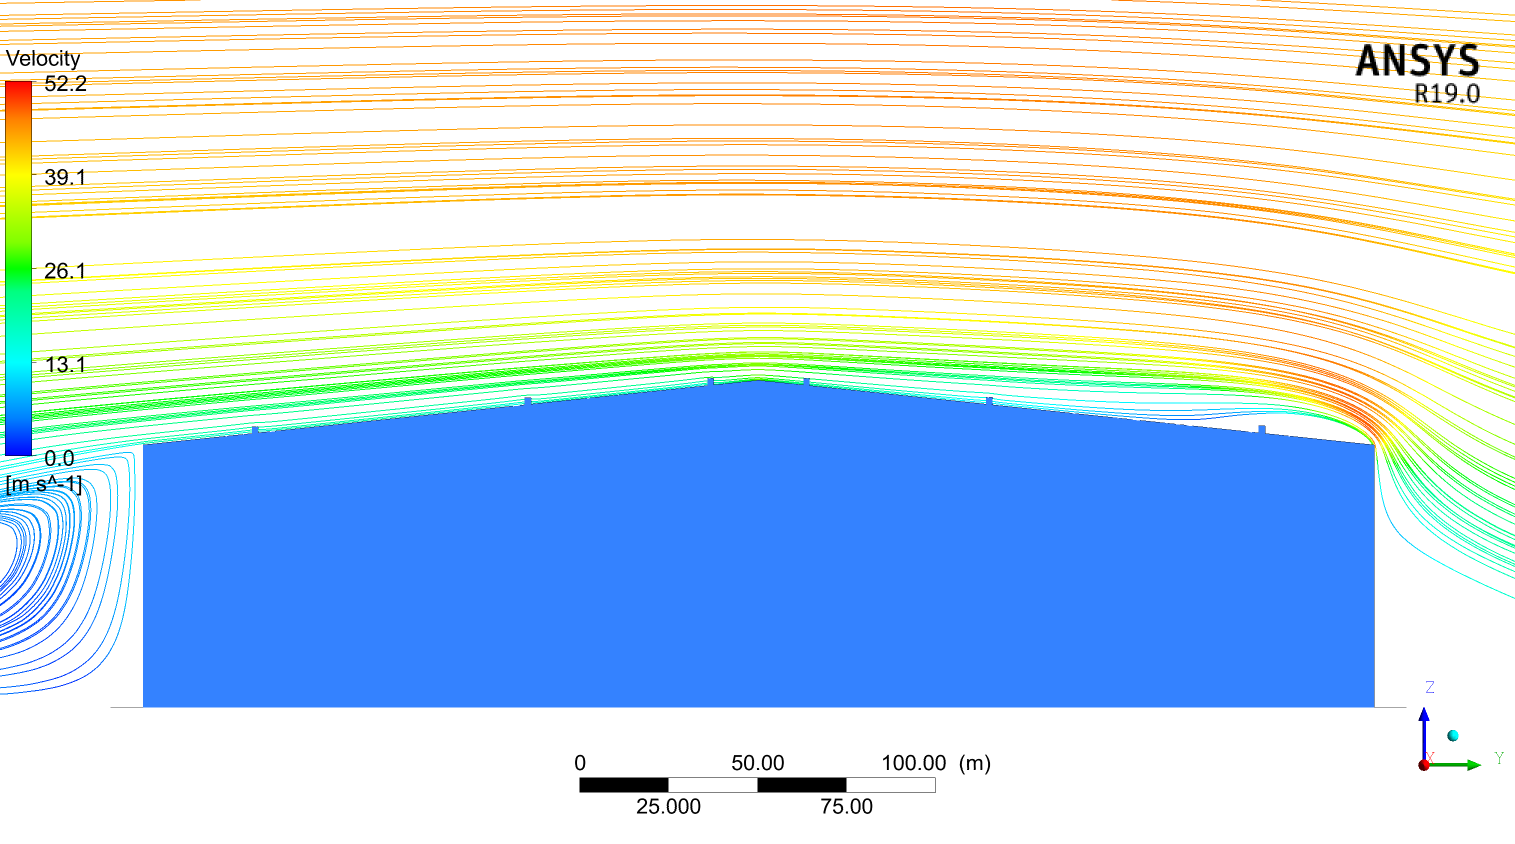 Velocity
52.2
39.1
26.1
13.1
0.0
[m s^-1]
ANSYS
R19.0
Z
X
Y
0 50.00 100.00 (m)
25.000 75.00